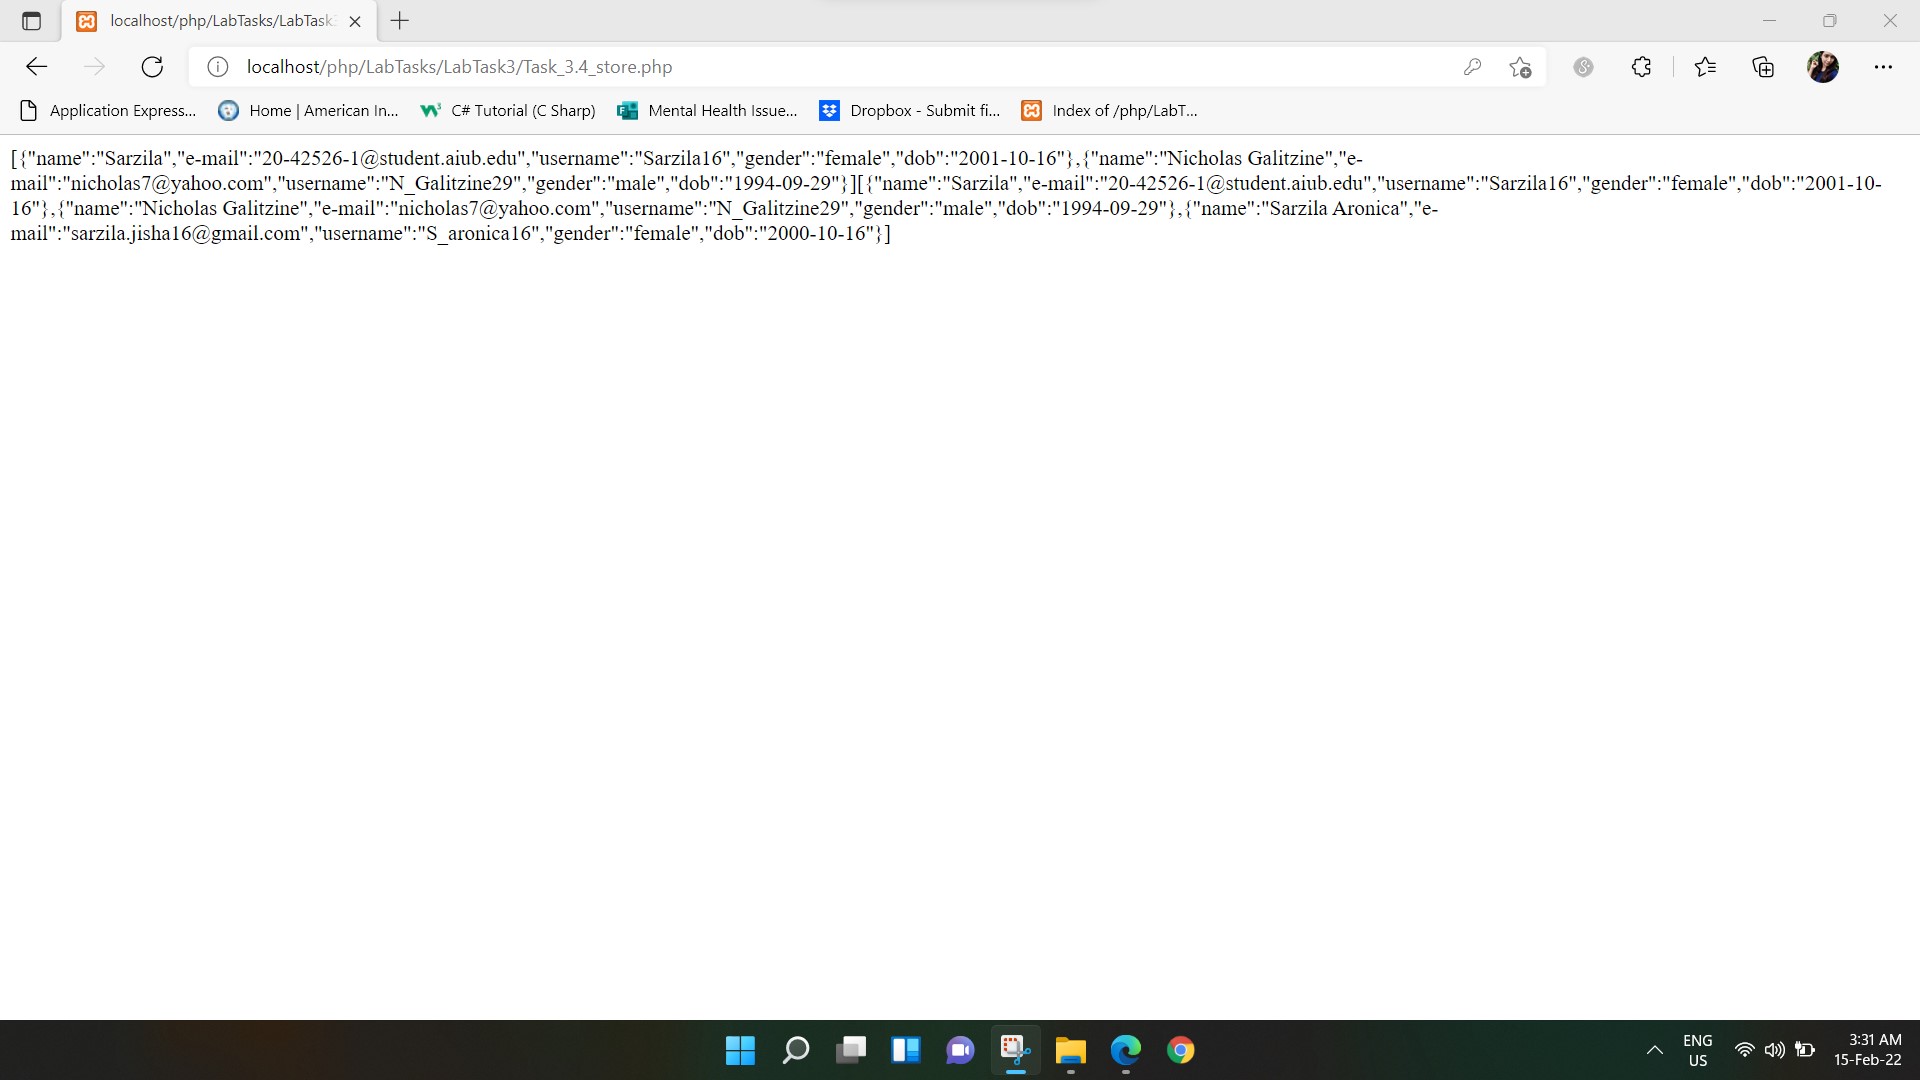 localhost/php/LabTasks/LabTask3
localhost/php/LabTasks/LabTask3/Task_3.4_store.php
Application Express...
Home | American In...
C# Tutorial (C Sharp)
Mental Health Issue...
Dropbox - Submit fi...
Index of /php/LabT...
[{"name":"Sarzila","e-mail":"20-42526-1@student.aiub.edu","username":"Sarzila16","gender":"female","dob":"2001-10-16"},{"name":"Nicholas Galitzine","e-
mail":"nicholas7@yahoo.com","username":"N_Galitzine29","gender":"male","dob":"1994-09-29"}][{"name":"Sarzila","e-mail":"20-42526-1@student.aiub.edu","username":"Sarzila16","gender":"female","dob":"2001-10-
16"},{"name":"Nicholas Galitzine","e-mail":"nicholas7@yahoo.com","username":"N_Galitzine29","gender":"male","dob":"1994-09-29"},{"name":"Sarzila Aronica","e-
mail":"sarzila.jisha16@gmail.com","username":"S_aronica16","gender":"female","dob":"2000-10-16"}]
ENG
US
3:31 AM
15-Feb-22